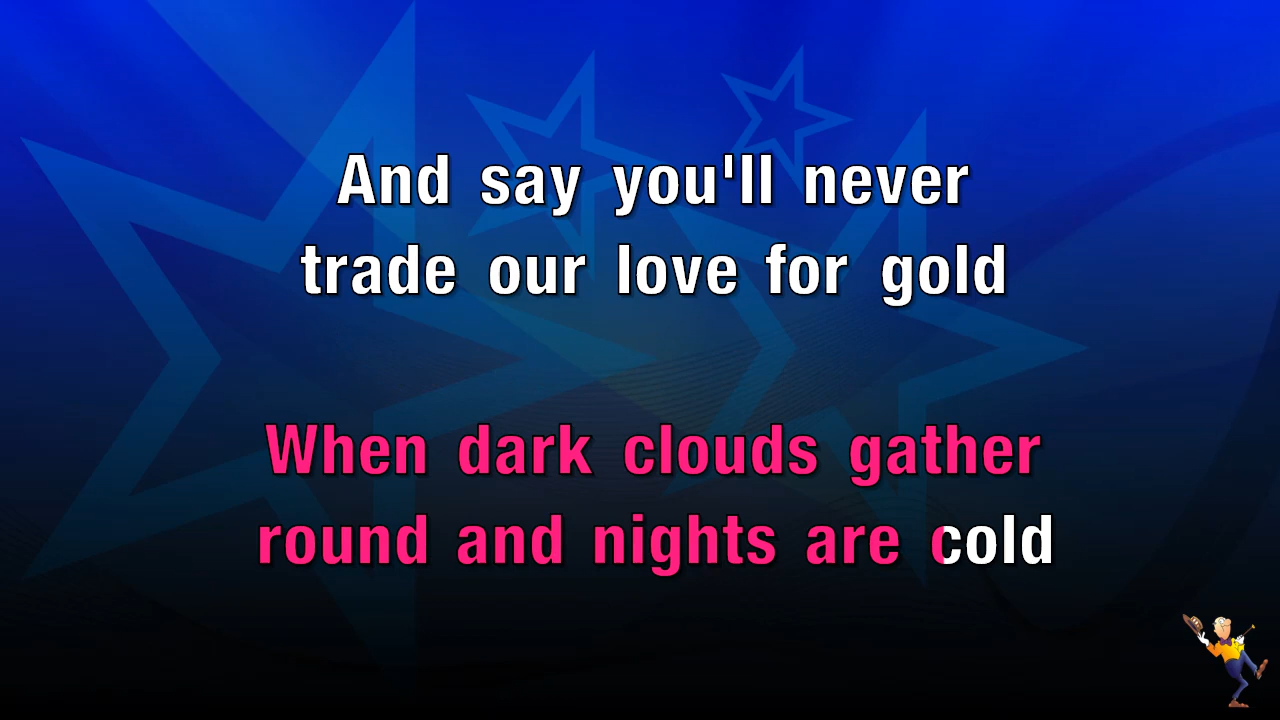 And say you'll never
trade our love for gold
When dark clouds gather
round and nights are cold